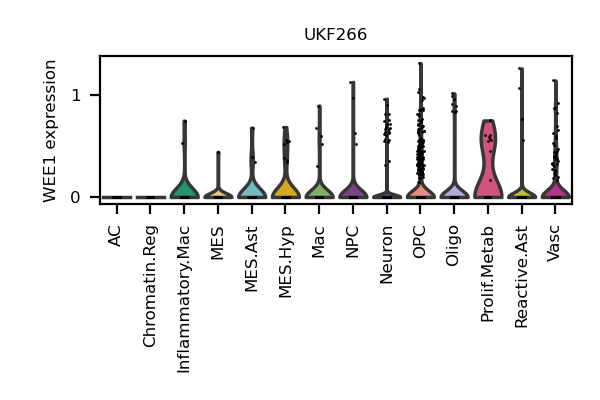 UKF266
WEE1 expression
1
0
AC
Chromatin.Reg
Inflammatory.Mac
MES
MES.Ast
MES.Hyp
Mac
NPC
Neuron
OPC
Oligo
Prolif.Metab
Reactive.Ast
Vasc